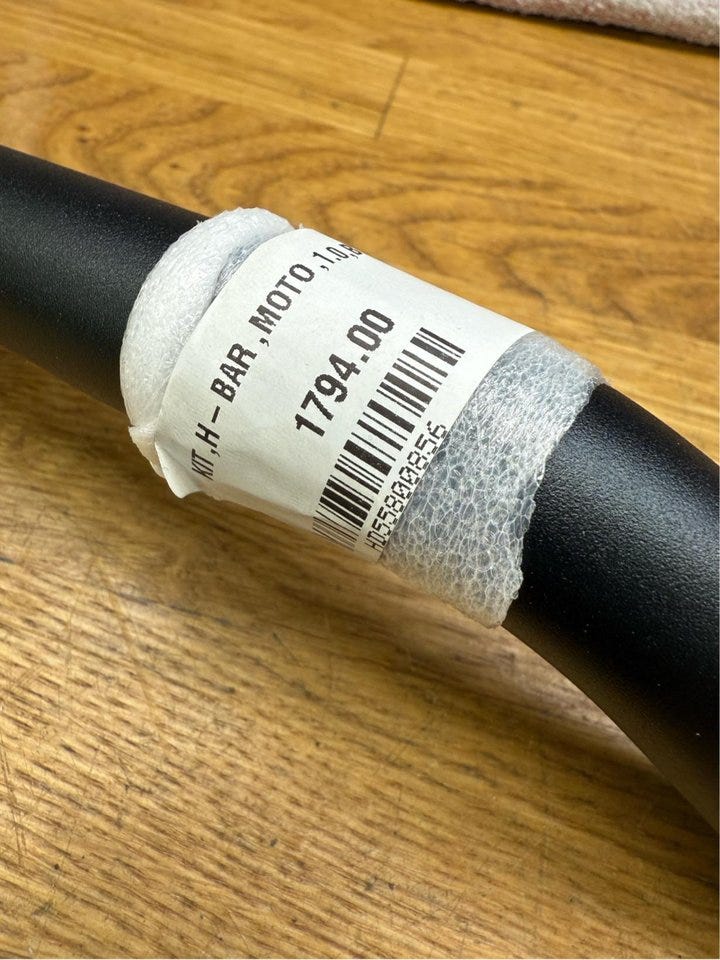 KIT ,H - BAR ,MOTO ,1.0,B
1794.00
HD55800856